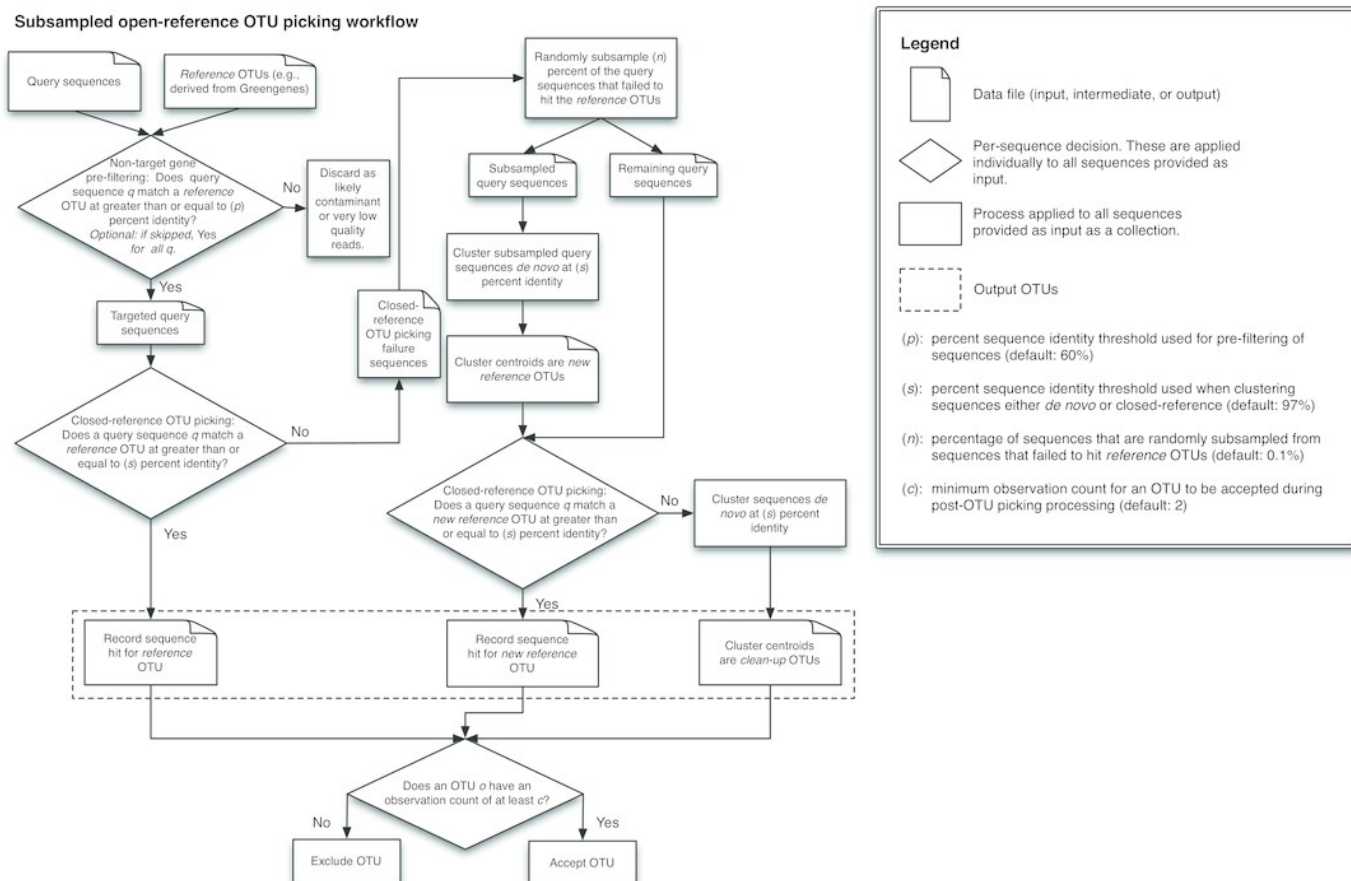 Subsampled open-reference OTU picking workflow
Query sequences
Reference OTUs (e.g.,
derived from Greengenes)
Non-target gene
pre-filtering: Does query
sequence q match a reference
OTU at greater than or equal to (p)
percent identity?
Optional: if skipped, Yes
for all q.
No
Discard as
likely
contaminant
or very low
quality
reads.
Yes
Targeted query
sequences
Closed-reference OTU picking:
Does a query sequence q match a
reference OTU at greater than or
equal to (s) percent identity?
No
Closed-
reference
OTU picking
failure
sequences
Yes
Randomly subsample (n)
percent of the query
sequences that failed to
hit the reference OTUs
Subsampled
query sequences
Remaining query
sequences
Cluster subsampled query
sequences de novo at (s)
percent identity
Cluster centroids are new
reference OTUs
Closed-reference OTU picking:
Does a query sequence q match a
new reference OTU at greater than
or equal to (s) percent identity?
No
Cluster sequences de
novo at (s) percent
identity
Yes
Record sequence
hit for reference
OTU
Record sequence
hit for new reference
OTU
Cluster centroids
are clean-up OTUs
Does an OTU o have an
observation count of at least c?
No
Yes
Exclude OTU
Accept OTU
Legend
Data file (input, intermediate, or output)
Per-sequence decision. These are applied
individually to all sequences provided as
input.
Process applied to all sequences
provided as input as a collection.
Output OTUs
(p): percent sequence identity threshold used for pre-filtering of
sequences (default: 60%)
(s): percent sequence identity threshold used when clustering
sequences either de novo or closed-reference (default: 97%)
(n): percentage of sequences that are randomly subsampled from
sequences that failed to hit reference OTUs (default: 0.1%)
(c): minimum observation count for an OTU to be accepted during
post-OTU picking processing (default: 2)